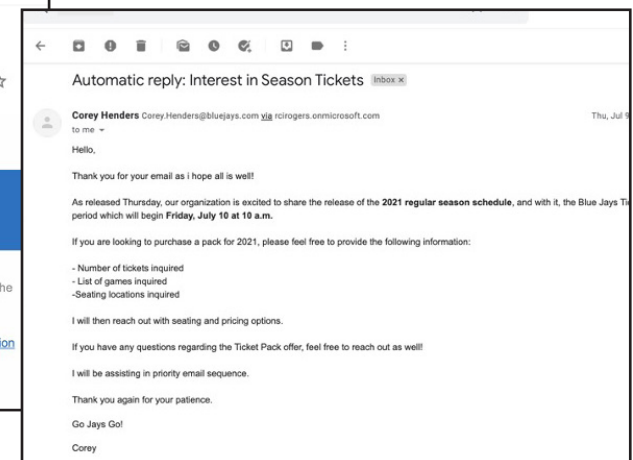 Automatic reply: Interest in Season Tickets Inbox x
Corey Henders Corey.Henders@bluejays.com via rcirogers.onmicrosoft.com Thu, Jul 9
to me
Hello,
Thank you for your email as i hope all is well!
As released Thursday, our organization is excited to share the release of the 2021 regular season schedule, and with it, the Blue Jays
period which will begin Friday, July 10 at 10 a.m.
If you are looking to purchase a pack for 2021, please feel free to provide the following information:
- Number of tickets inquired
- List of games inquired
-Seating locations inquired
he
I will then reach out with seating and pricing options.
ion
If you have any questions regarding the Ticket Pack offer, feel free to reach out as well!
I will be assisting in priority email sequence.
Thank you again for your patience.
Go Jays Go!
Corey